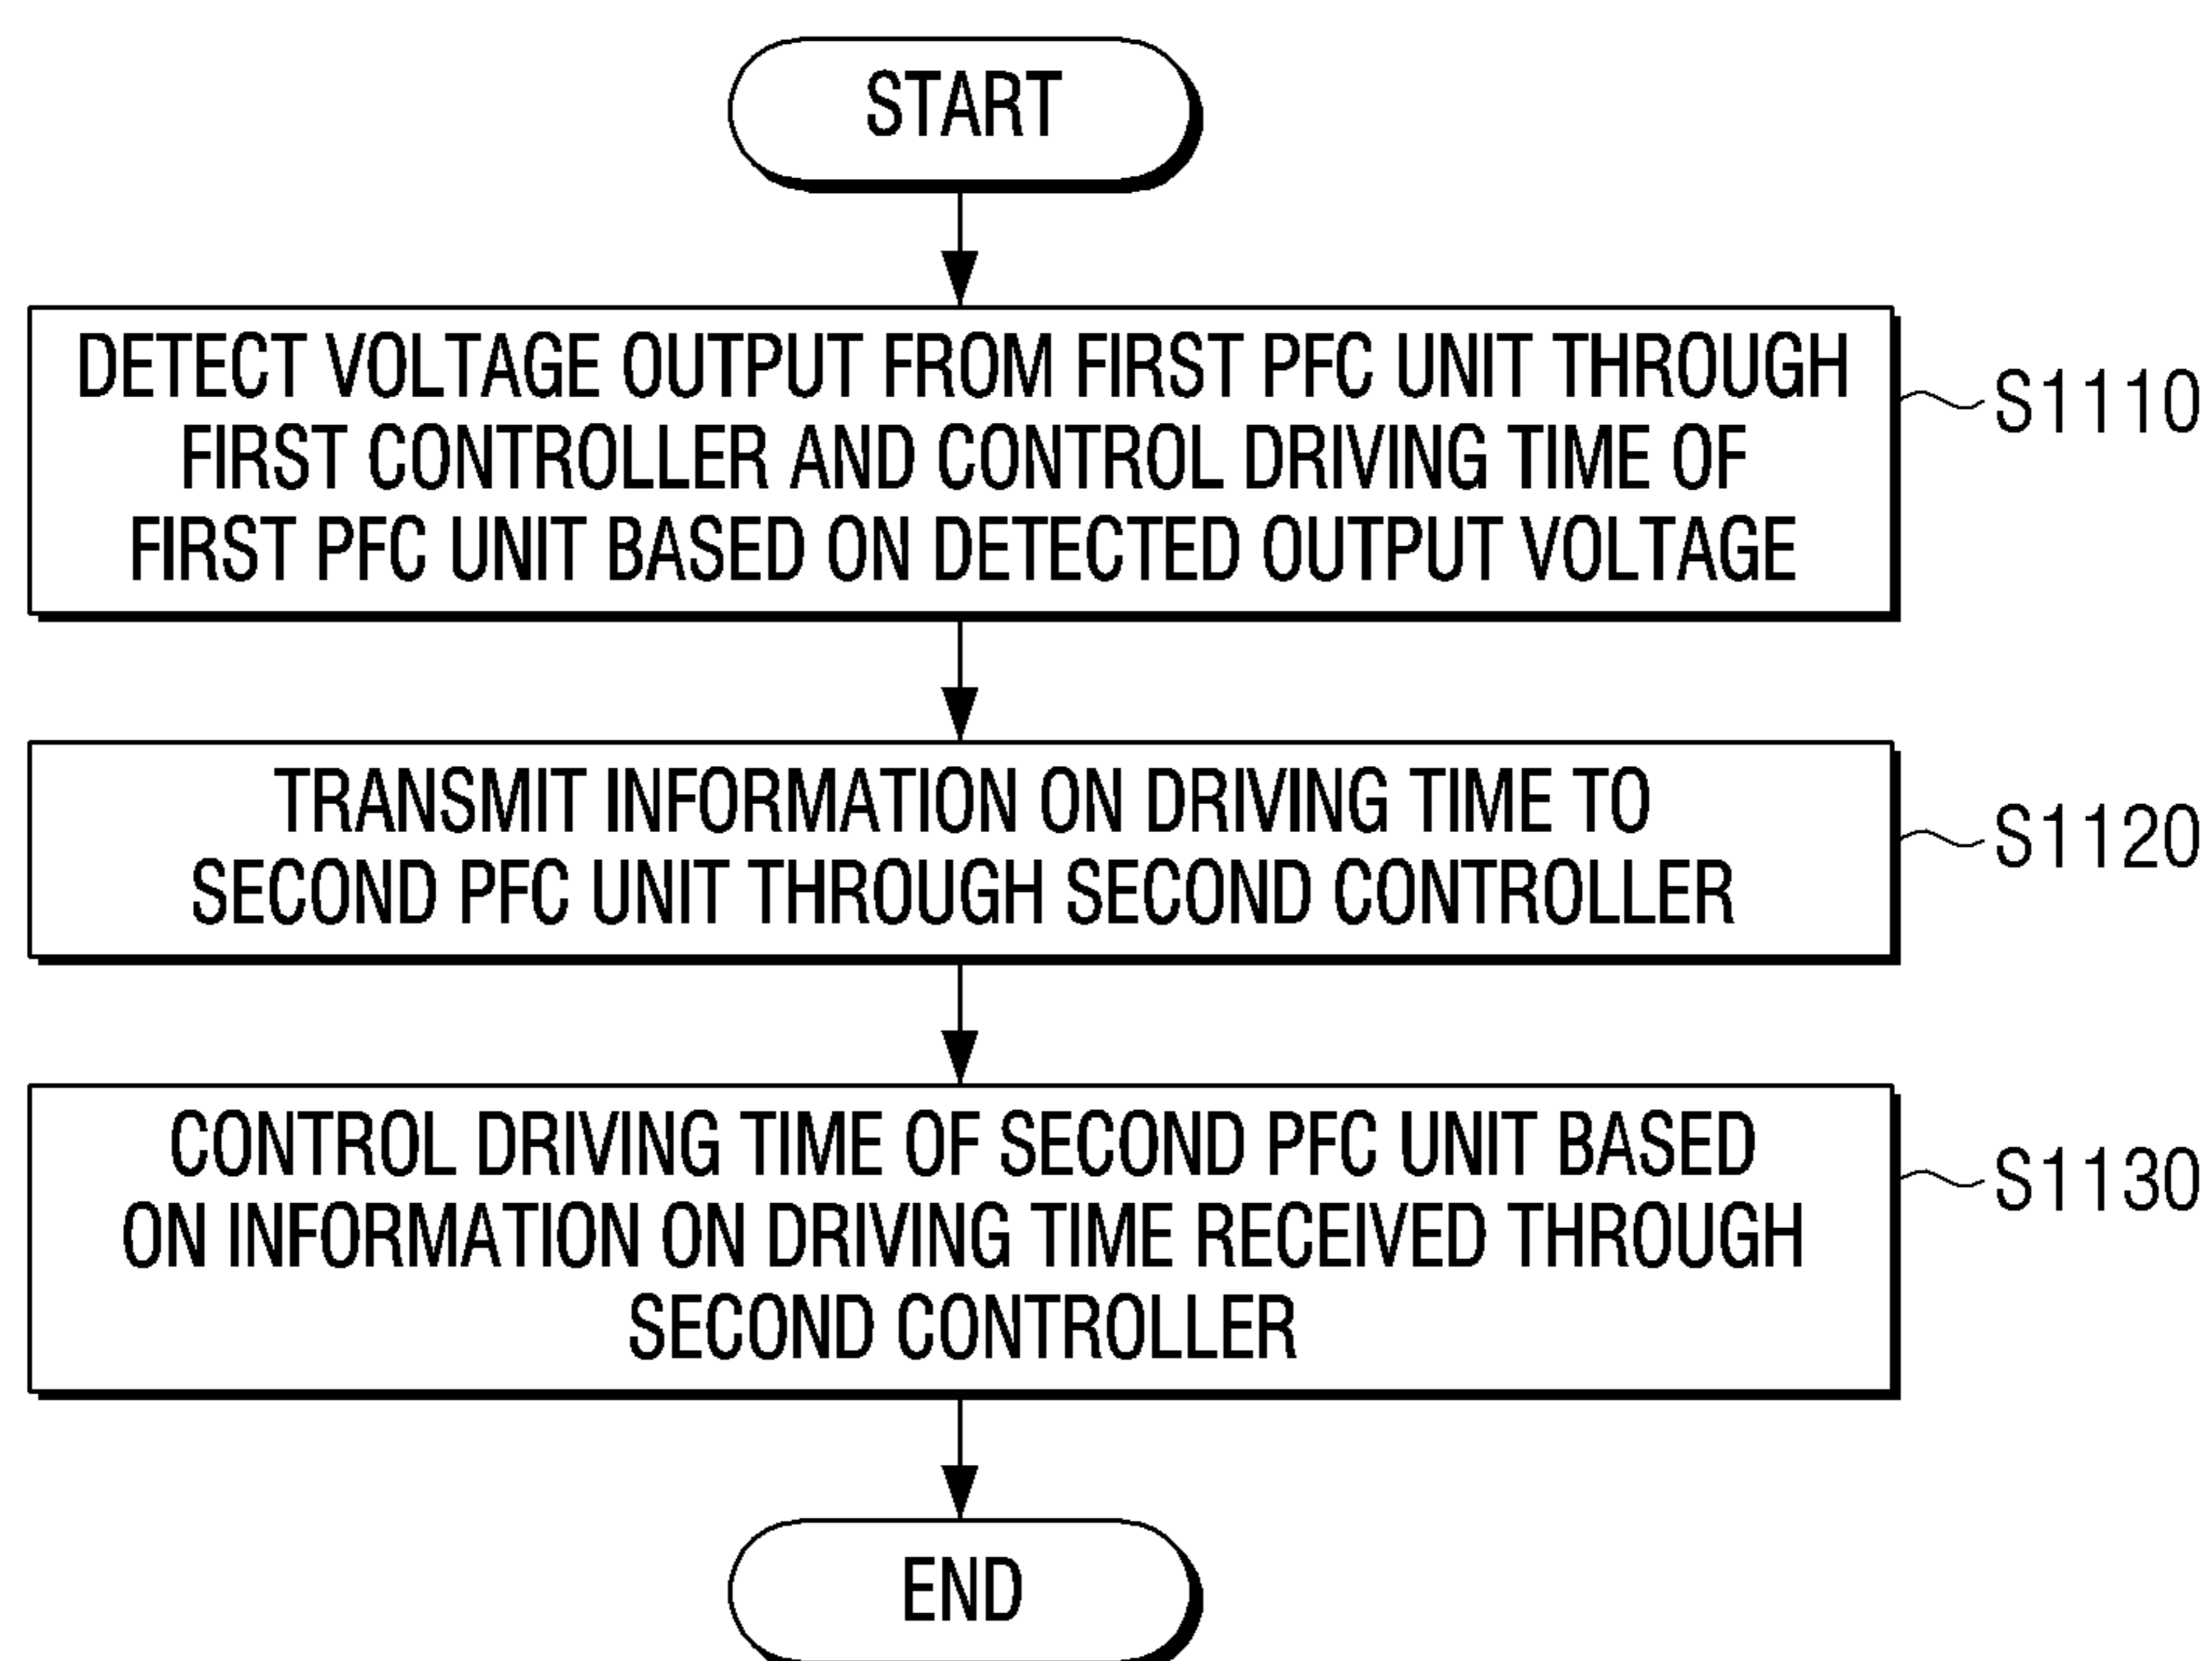 START
DETECT VOLTAGE OUTPUT FROM FIRST PFC UNIT THROUGH
FIRST CONTROLLER AND CONTROL DRIVING TIME OF
FIRST PFC UNIT BASED ON DETECTED OUTPUT VOLTAGE
S1110
TRANSMIT INFORMATION ON DRIVING TIME TO
SECOND PFC UNIT THROUGH SECOND CONTROLLER
S1120
CONTROL DRIVING TIME OF SECOND PFC UNIT BASED
ON INFORMATION ON DRIVING TIME RECEIVED THROUGH
SECOND CONTROLLER
S1130
END